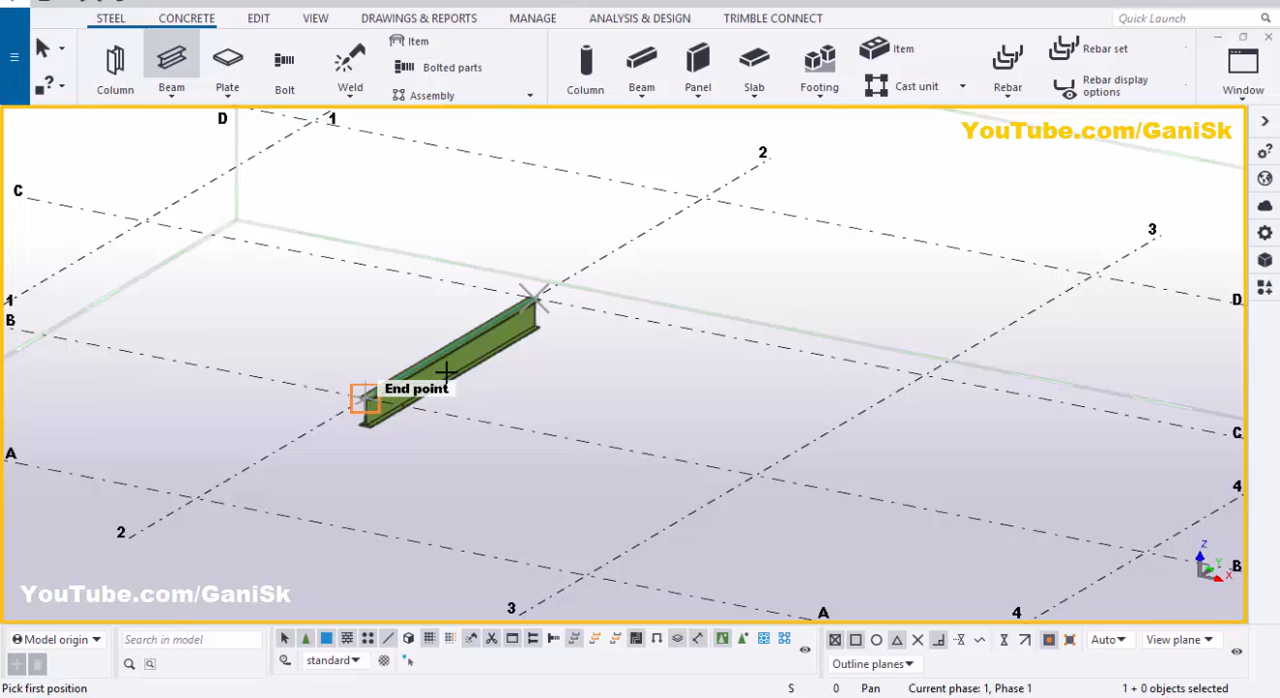 STEEL
CONCRETE
EDIT
VIEW
DRAWINGS & REPORTS
MANAGE
ANALYSIS & DESIGN
TRIMBLE CONNECT
Quick Launch
Column
Beam
Plate
Bolt
Weld
Item
Bolted parts
Assembly
Column
Beam
Panel
Slab
Footing
Item
Cast unit
Rebar
Rebar set
Rebar display
options
Window
YouTube.com/GaniSk
D
1
2
C
3
1
B
D
End point
A
C
4
2
B
YouTube.com/GaniSk
3
A
4
Z
Y
X
Model origin
Search in model
standard
Auto
View plane
Outline planes
Pick first position
S
0
Pan
Current phase: 1, Phase 1
1 + 0 objects selected